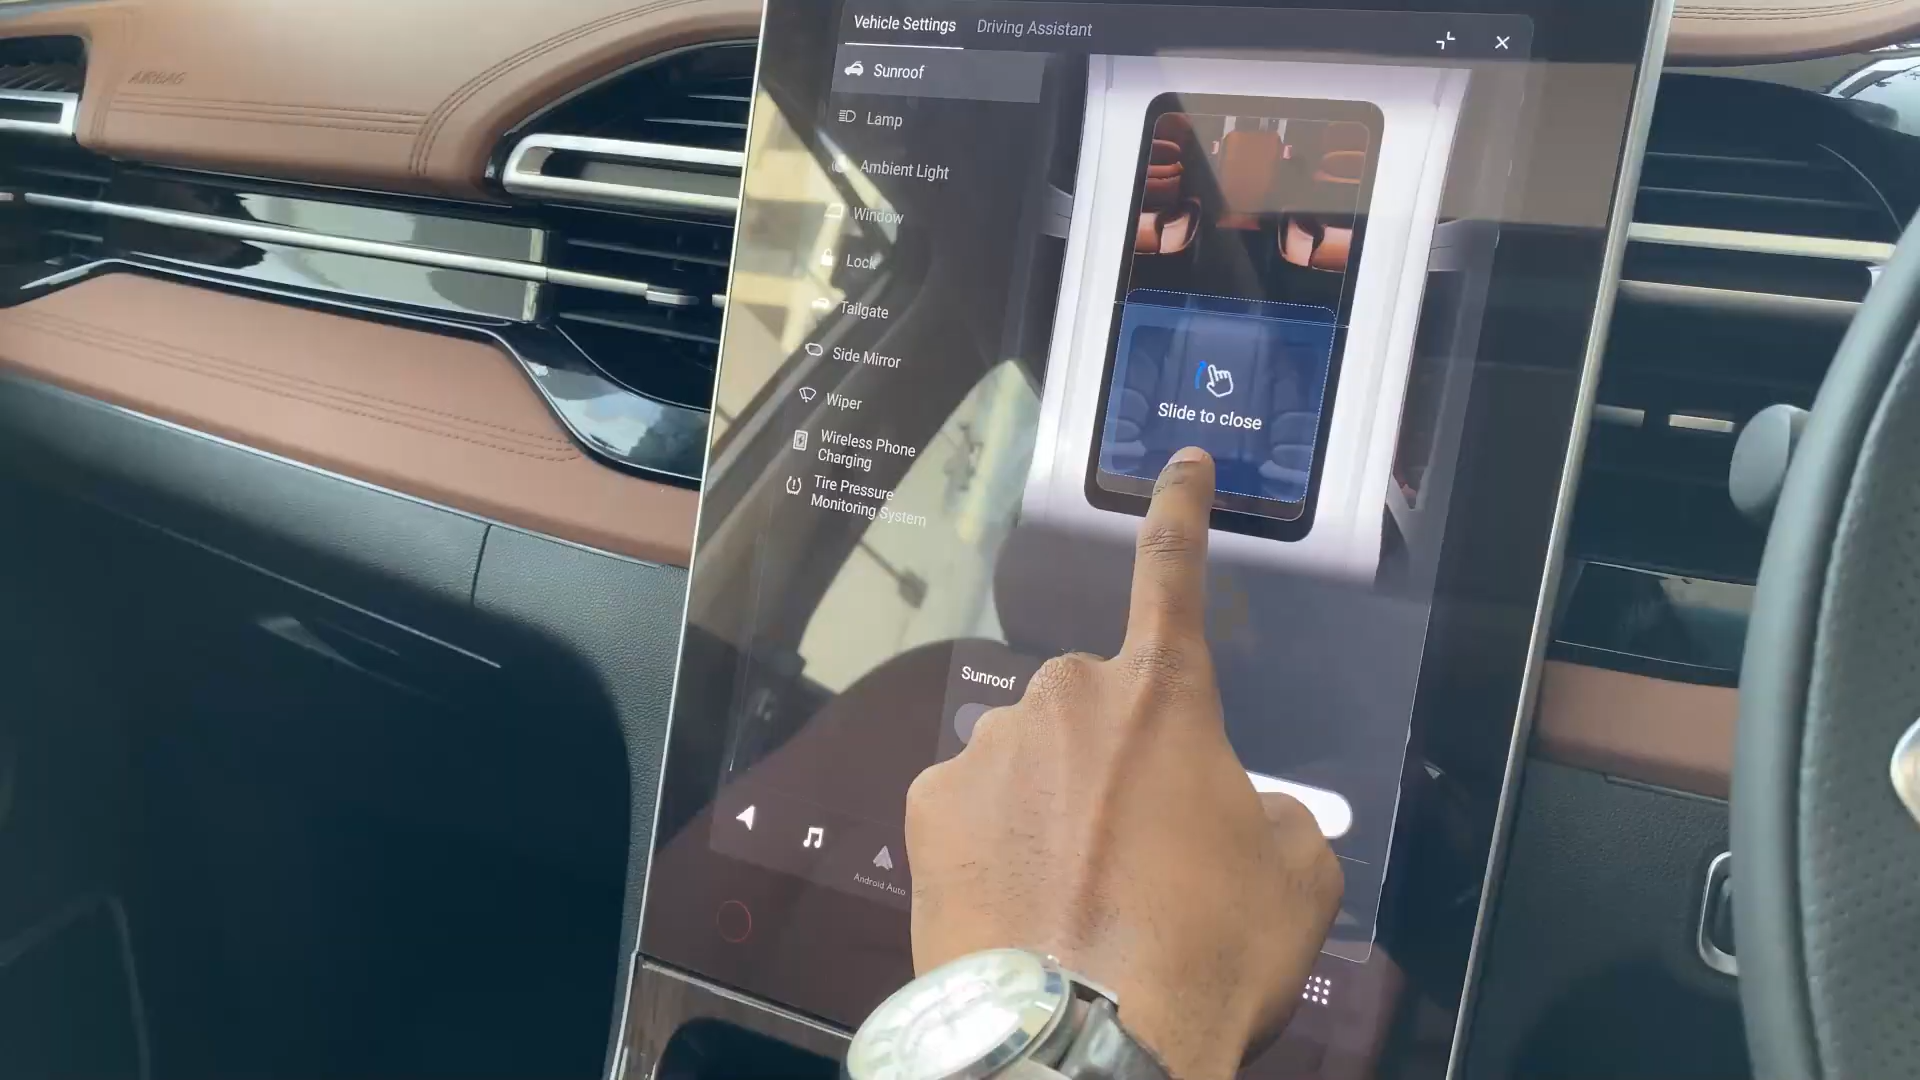 AIRBAG
Vehicle Settings
Driving Assistant
Sunroof
Lamp
Ambient Light
Window
Lock
Tailgate
Side Mirror
Wiper
Wireless Phone
Charging
Tire Pressure
Monitoring System
Slide to close
Sunroof
Android Auto